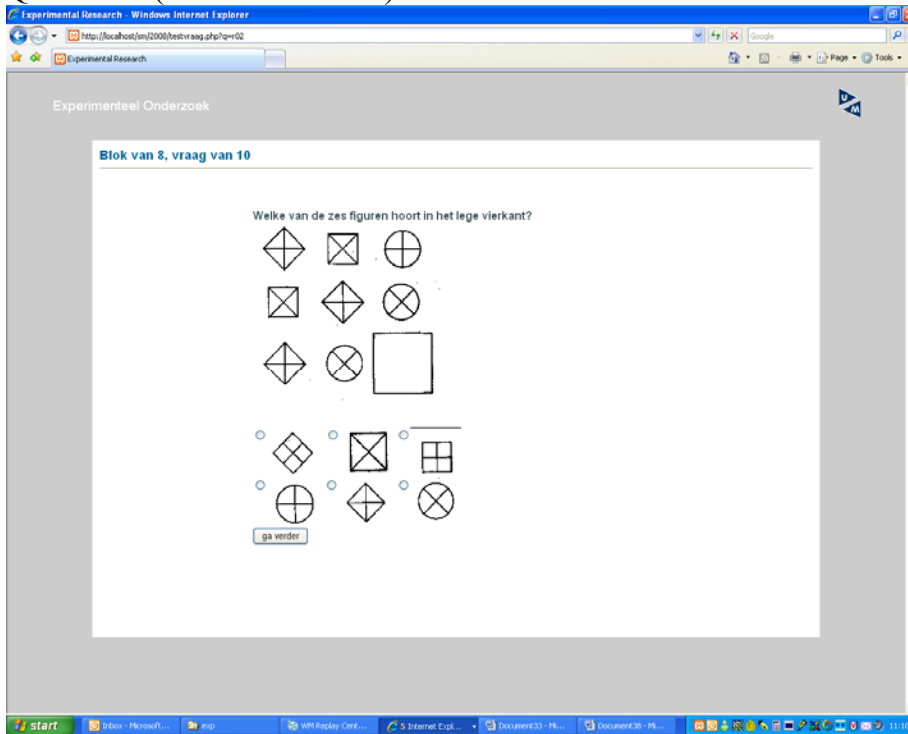 Experimental Research - Windows Internet Explorer
http://localhost/sm/2008/testvraag.php?q=r02
Google
Experimental Research
Page
Tools
Experimenteel Onderzoek
U
M
Blok van 8, vraag van 10
Welke van de zes figuren hoort in het lege vierkant?
ga verder
start
Inbox - Microsoft...
exp
WM Replay Cent...
5 Internet Expl...
Document33 - Mi...
Document38 - Mi...